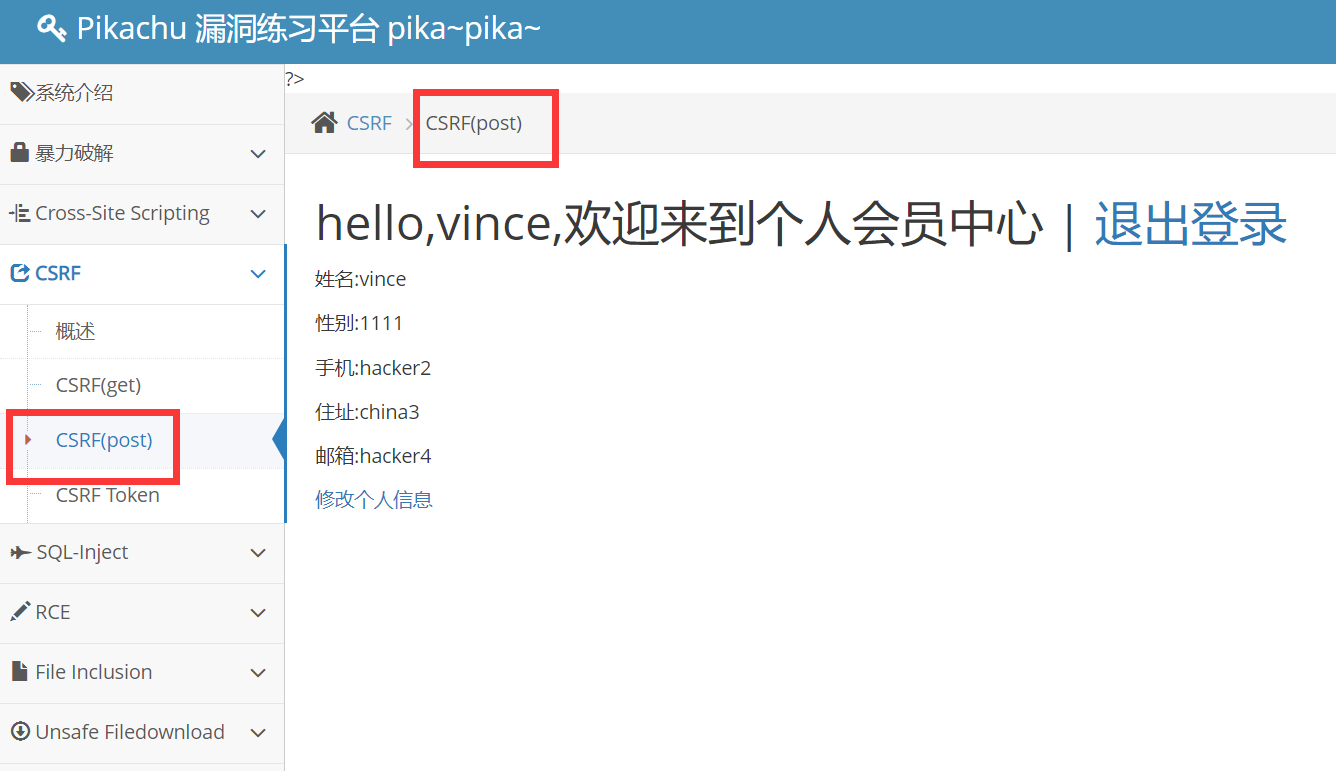 Pikachu 漏洞练习平台 pika~pika~
系统介绍
暴力破解
Cross-Site Scripting
CSRF
概述
CSRF(get)
CSRF(post)
CSRF Token
SQL-Inject
RCE
File Inclusion
Unsafe Filedownload
?>
CSRF > CSRF(post)
hello,vince,欢迎来到个人会员中心 | 退出登录
姓名:vince
性别:1111
手机:hacker2
住址:china3
邮箱:hacker4
修改个人信息